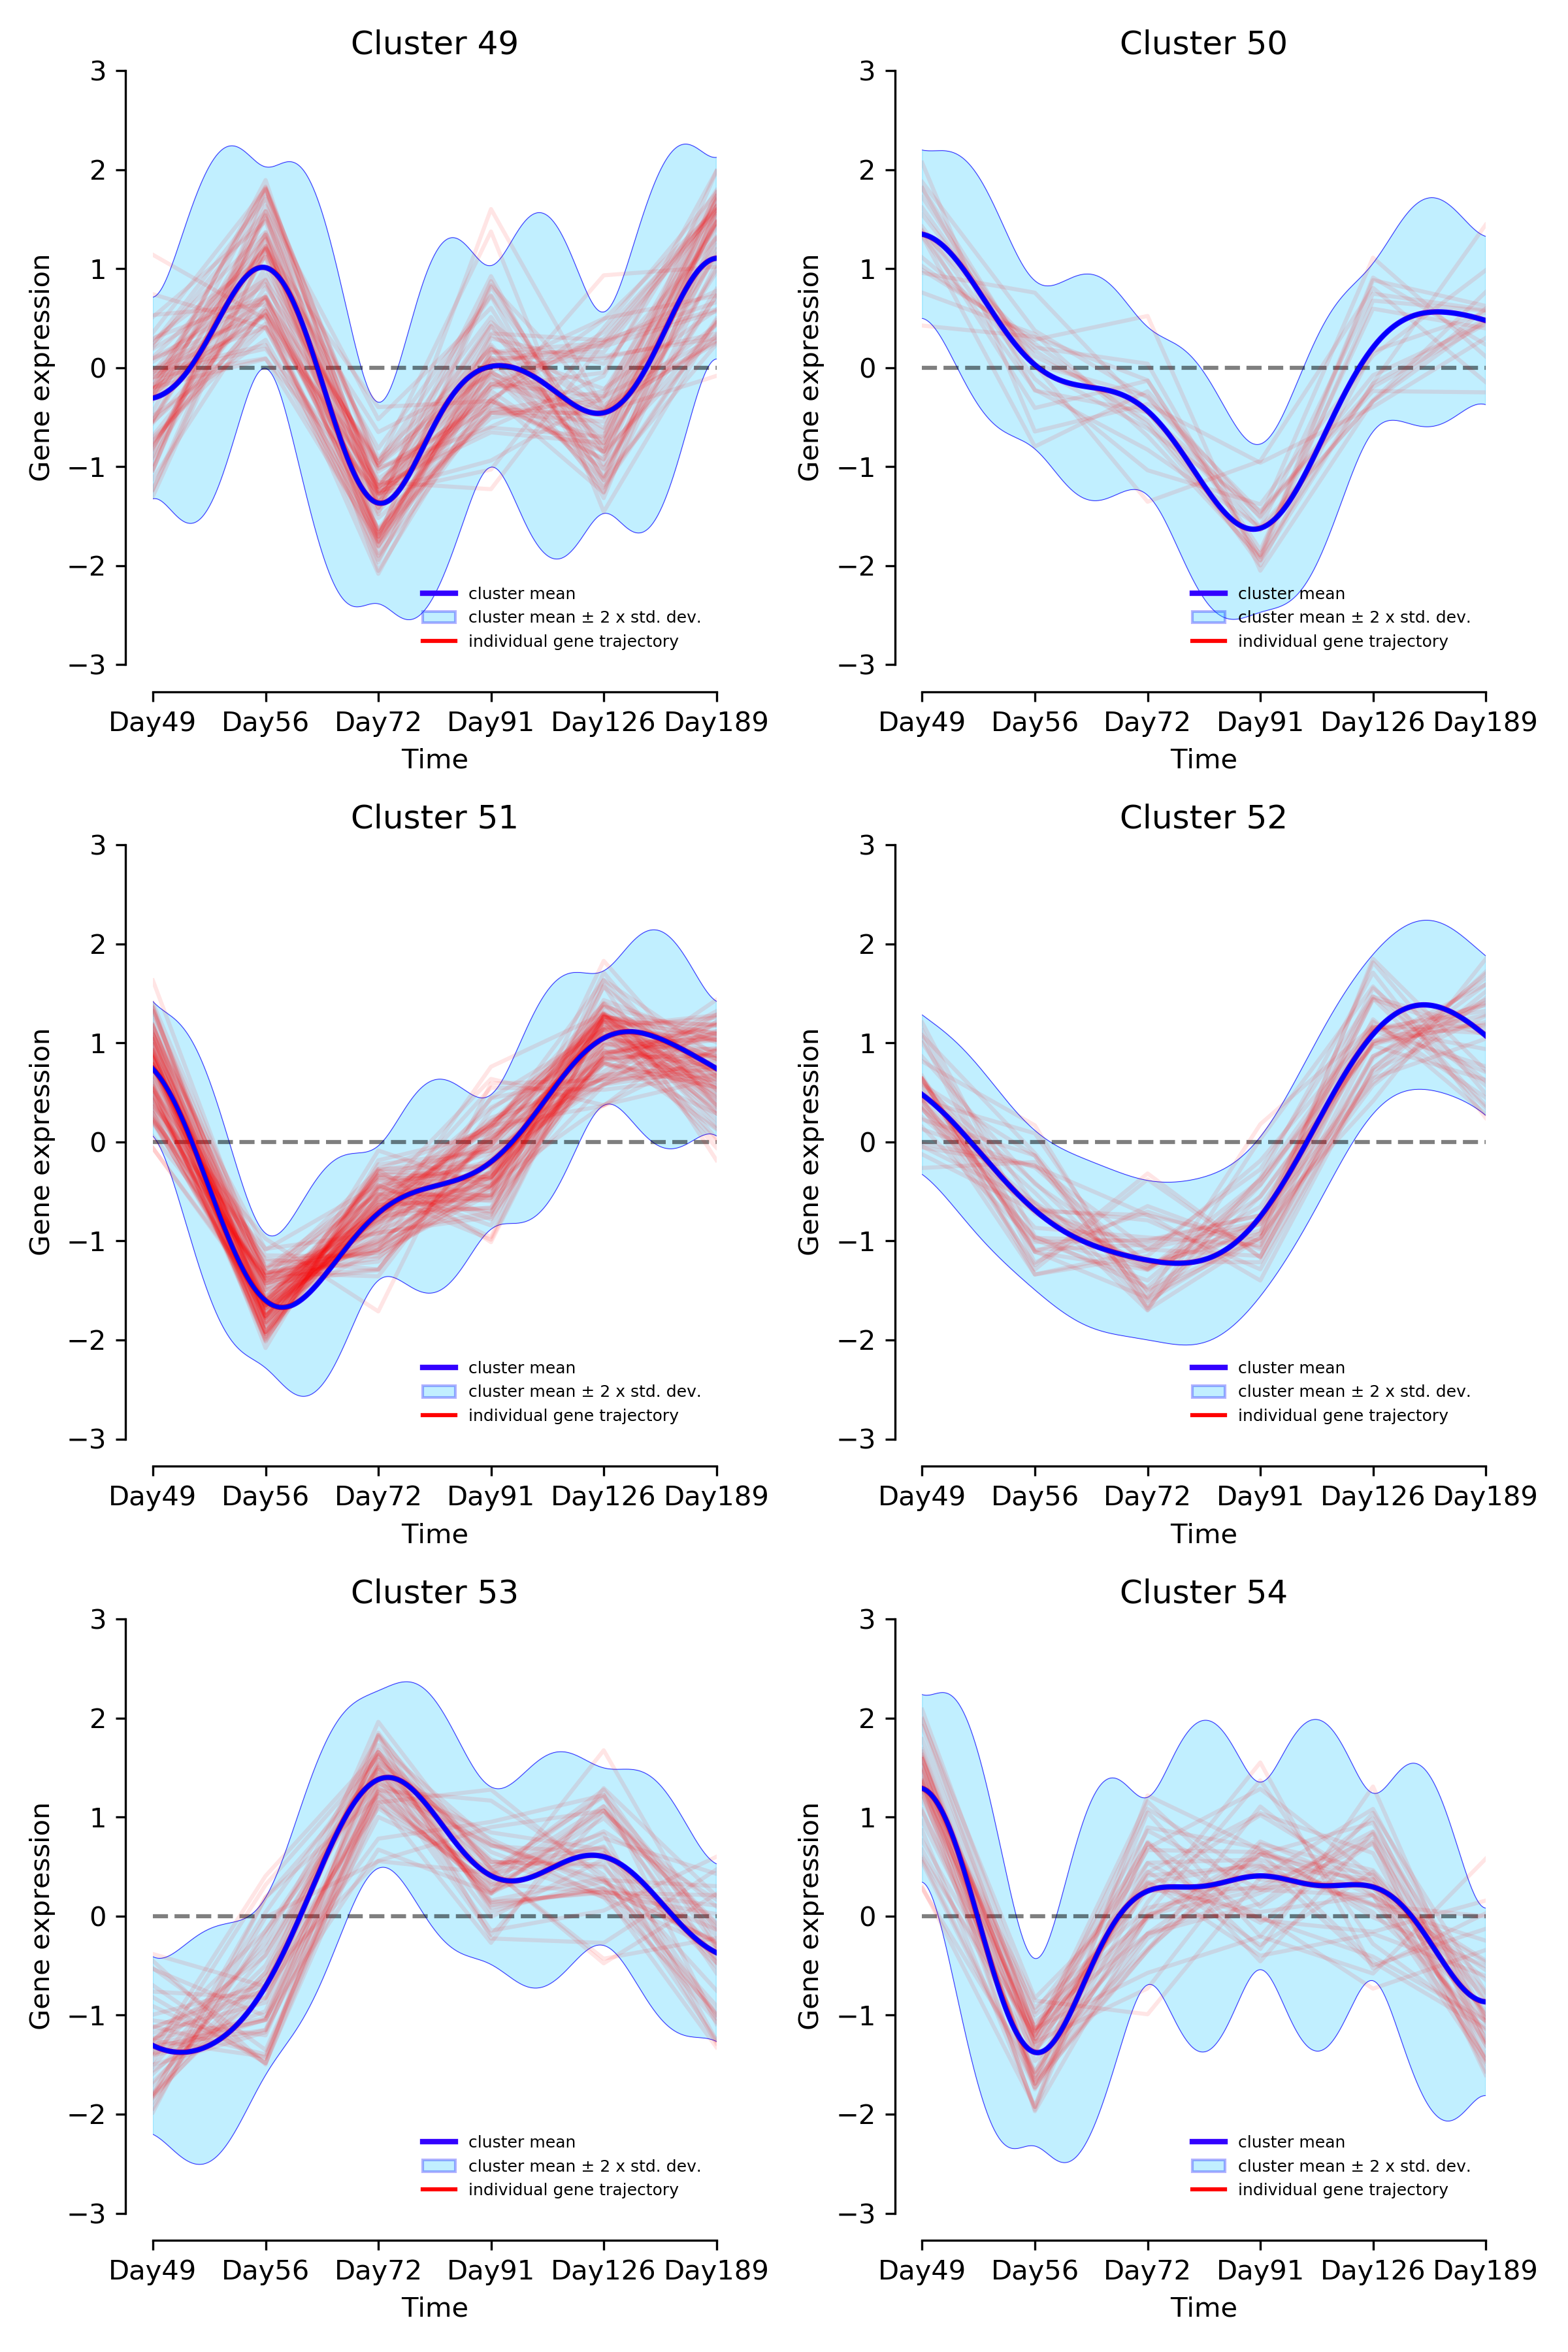 Cluster 49
Gene expression
3
2
1
0
−1
−2
−3
cluster mean
cluster mean ± 2 x std. dev.
individual gene trajectory
Day49 Day56 Day72 Day91 Day126 Day189
Time
Cluster 50
Gene expression
3
2
1
0
−1
−2
−3
cluster mean
cluster mean ± 2 x std. dev.
individual gene trajectory
Day49 Day56 Day72 Day91 Day126 Day189
Time
Cluster 51
Gene expression
3
2
1
0
−1
−2
−3
cluster mean
cluster mean ± 2 x std. dev.
individual gene trajectory
Day49 Day56 Day72 Day91 Day126 Day189
Time
Cluster 52
Gene expression
3
2
1
0
−1
−2
−3
cluster mean
cluster mean ± 2 x std. dev.
individual gene trajectory
Day49 Day56 Day72 Day91 Day126 Day189
Time
Cluster 53
Gene expression
3
2
1
0
−1
−2
−3
cluster mean
cluster mean ± 2 x std. dev.
individual gene trajectory
Day49 Day56 Day72 Day91 Day126 Day189
Time
Cluster 54
Gene expression
3
2
1
0
−1
−2
−3
cluster mean
cluster mean ± 2 x std. dev.
individual gene trajectory
Day49 Day56 Day72 Day91 Day126 Day189
Time